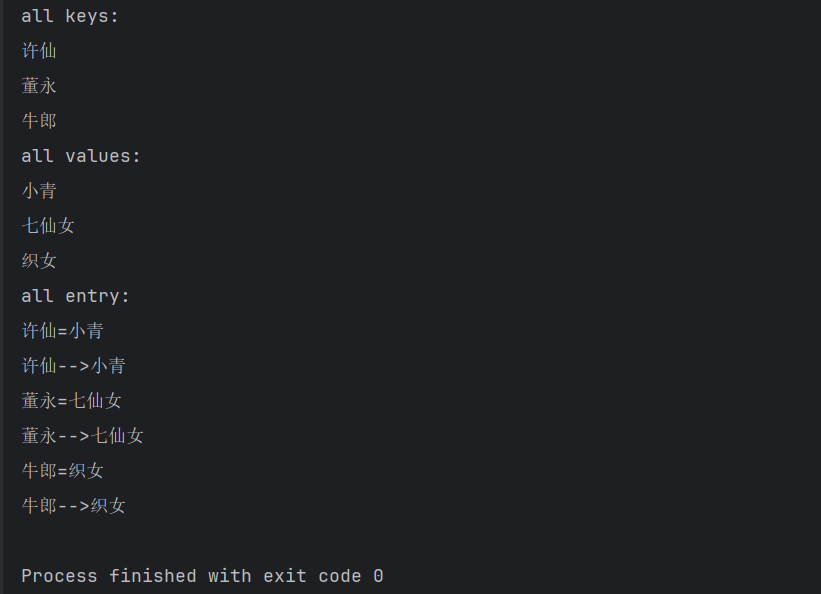 all keys:
许仙
董永
牛郎
all values:
小青
七仙女
织女
all entry:
许仙=小青
许仙-->小青
董永=七仙女
董永-->七仙女
牛郎=织女
牛郎-->织女
Process finished with exit code 0